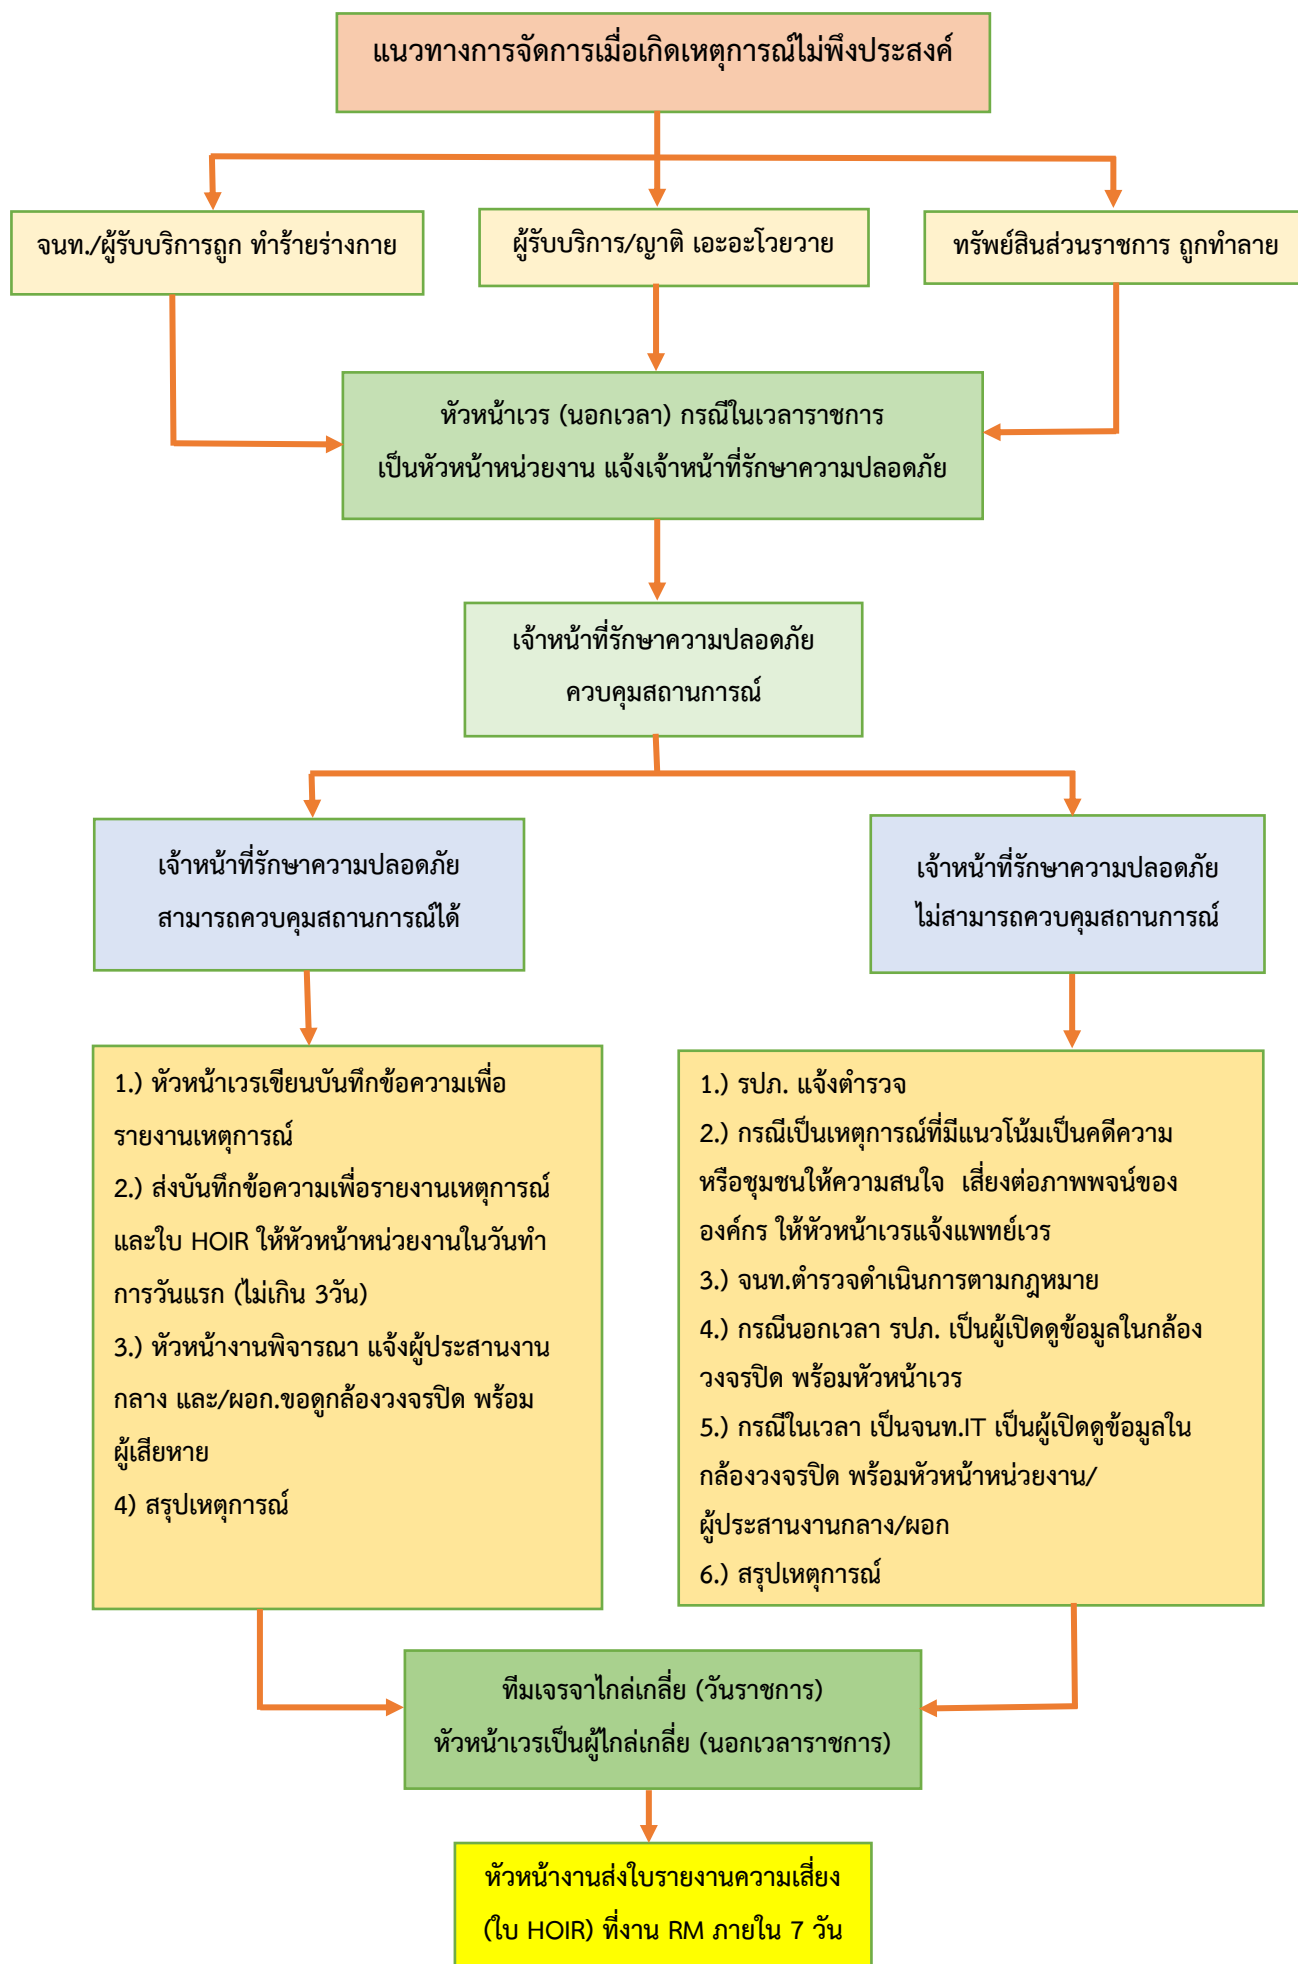 แนวทางการจัดการเมื่อเกิดเหตุการณ์ไม่พึงประสงค์
จนท./ผู้รับบริการถูก ทำร้ายร่างกาย
ผู้รับบริการ/ญาติ เอะอะโวยวาย
ทรัพย์สินส่วนราชการ ถูกทำลาย
หัวหน้าเวร (นอกเวลา) กรณีในเวลาราชการ
เป็นหัวหน้าหน่วยงาน แจ้งเจ้าหน้าที่รักษาความปลอดภัย
เจ้าหน้าที่รักษาความปลอดภัย
ควบคุมสถานการณ์
เจ้าหน้าที่รักษาความปลอดภัย
สามารถควบคุมสถานการณ์ได้
เจ้าหน้าที่รักษาความปลอดภัย
ไม่สามารถควบคุมสถานการณ์
1.) หัวหน้าเวรเขียนบันทึกข้อความเพื่อ
รายงานเหตุการณ์
2.) ส่งบันทึกข้อความเพื่อรายงานเหตุการณ์
และใบ HOIR ให้หัวหน้าหน่วยงานในวันทำ
การวันแรก (ไม่เกิน 3วัน)
3.) หัวหน้างานพิจารณา แจ้งผู้ประสานงาน
กลาง และ/ผอก.ขอดูกล้องวงจรปิด พร้อม
ผู้เสียหาย
4) สรุปเหตุการณ์
1.) รปภ. แจ้งตำรวจ
2.) กรณีเป็นเหตุการณ์ที่มีแนวโน้มเป็นคดีความ
หรือชุมชนให้ความสนใจ เสี่ยงต่อภาพพจน์ของ
องค์กร ให้หัวหน้าเวรแจ้งแพทย์เวร
3.) จนท.ตำรวจดำเนินการตามกฎหมาย
4.) กรณีนอกเวลา รปภ. เป็นผู้เปิดดูข้อมูลในกล้อง
วงจรปิด พร้อมหัวหน้าเวร
5.) กรณีในเวลา เป็นจนท.IT เป็นผู้เปิดดูข้อมูลใน
กล้องวงจรปิด พร้อมหัวหน้าหน่วยงาน/
ผู้ประสานงานกลาง/ผอก
6.) สรุปเหตุการณ์
ทีมเจรจาไกล่เกลี่ย (วันราชการ)
หัวหน้าเวรเป็นผู้ไกล่เกลี่ย (นอกเวลาราชการ)
หัวหน้างานส่งใบรายงานความเสี่ยง
(ใบ HOIR) ที่งาน RM ภายใน 7 วัน